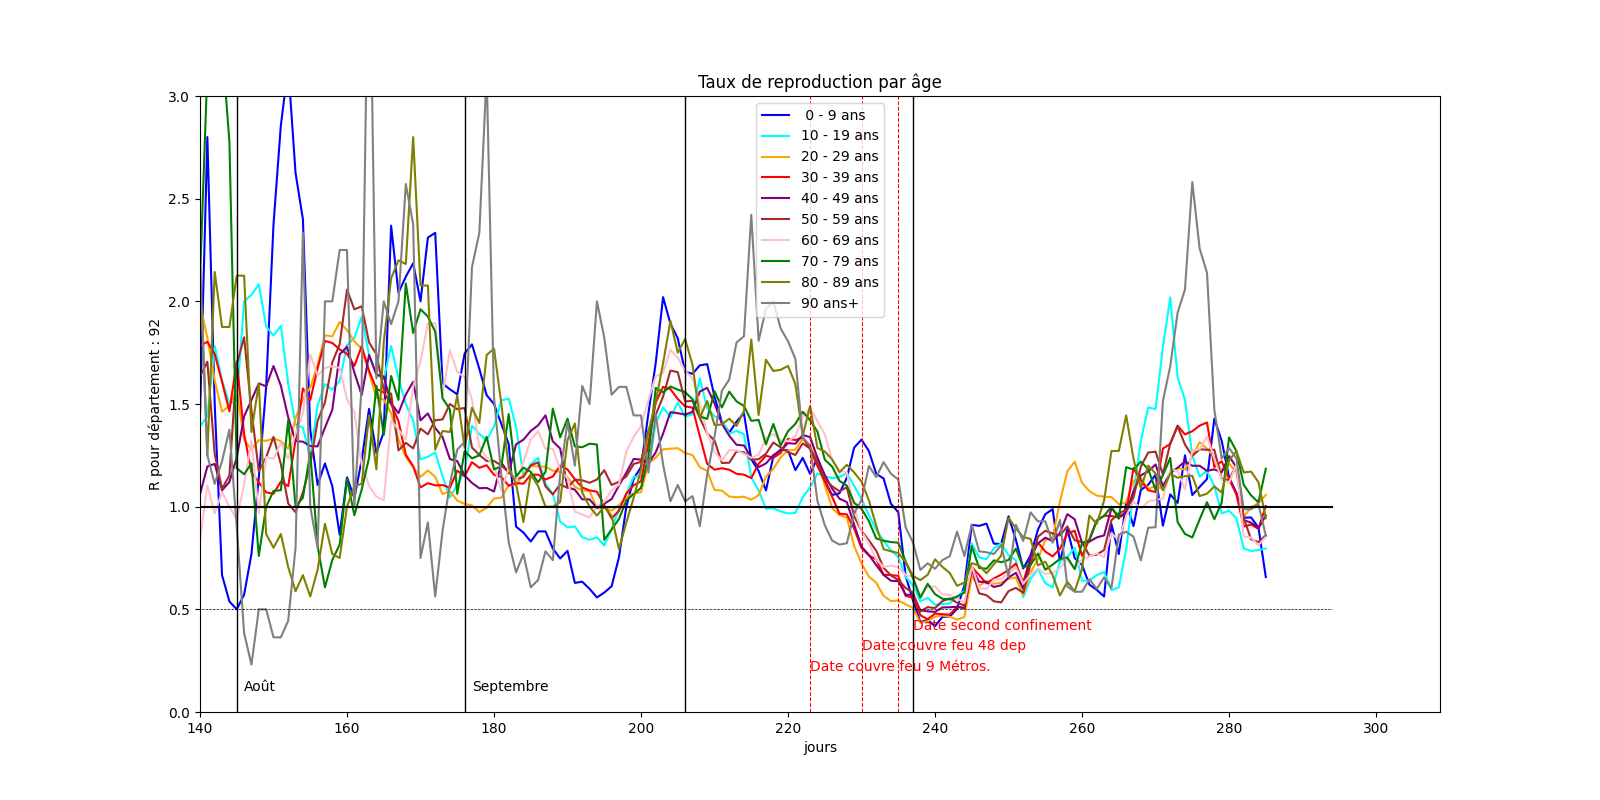 Taux de reproduction par âge
3.0
2.5
2.0
1.5
1.0
0.5
0.0
R pour département : 92
0 - 9 ans
10 - 19 ans
20 - 29 ans
30 - 39 ans
40 - 49 ans
50 - 59 ans
60 - 69 ans
70 - 79 ans
80 - 89 ans
90 ans+
Date second confinement
Date couvre feu 48 dep
Date couvre feu 9 Métros.
Août
Septembre
140
160
180
200
220
240
260
280
300
jours